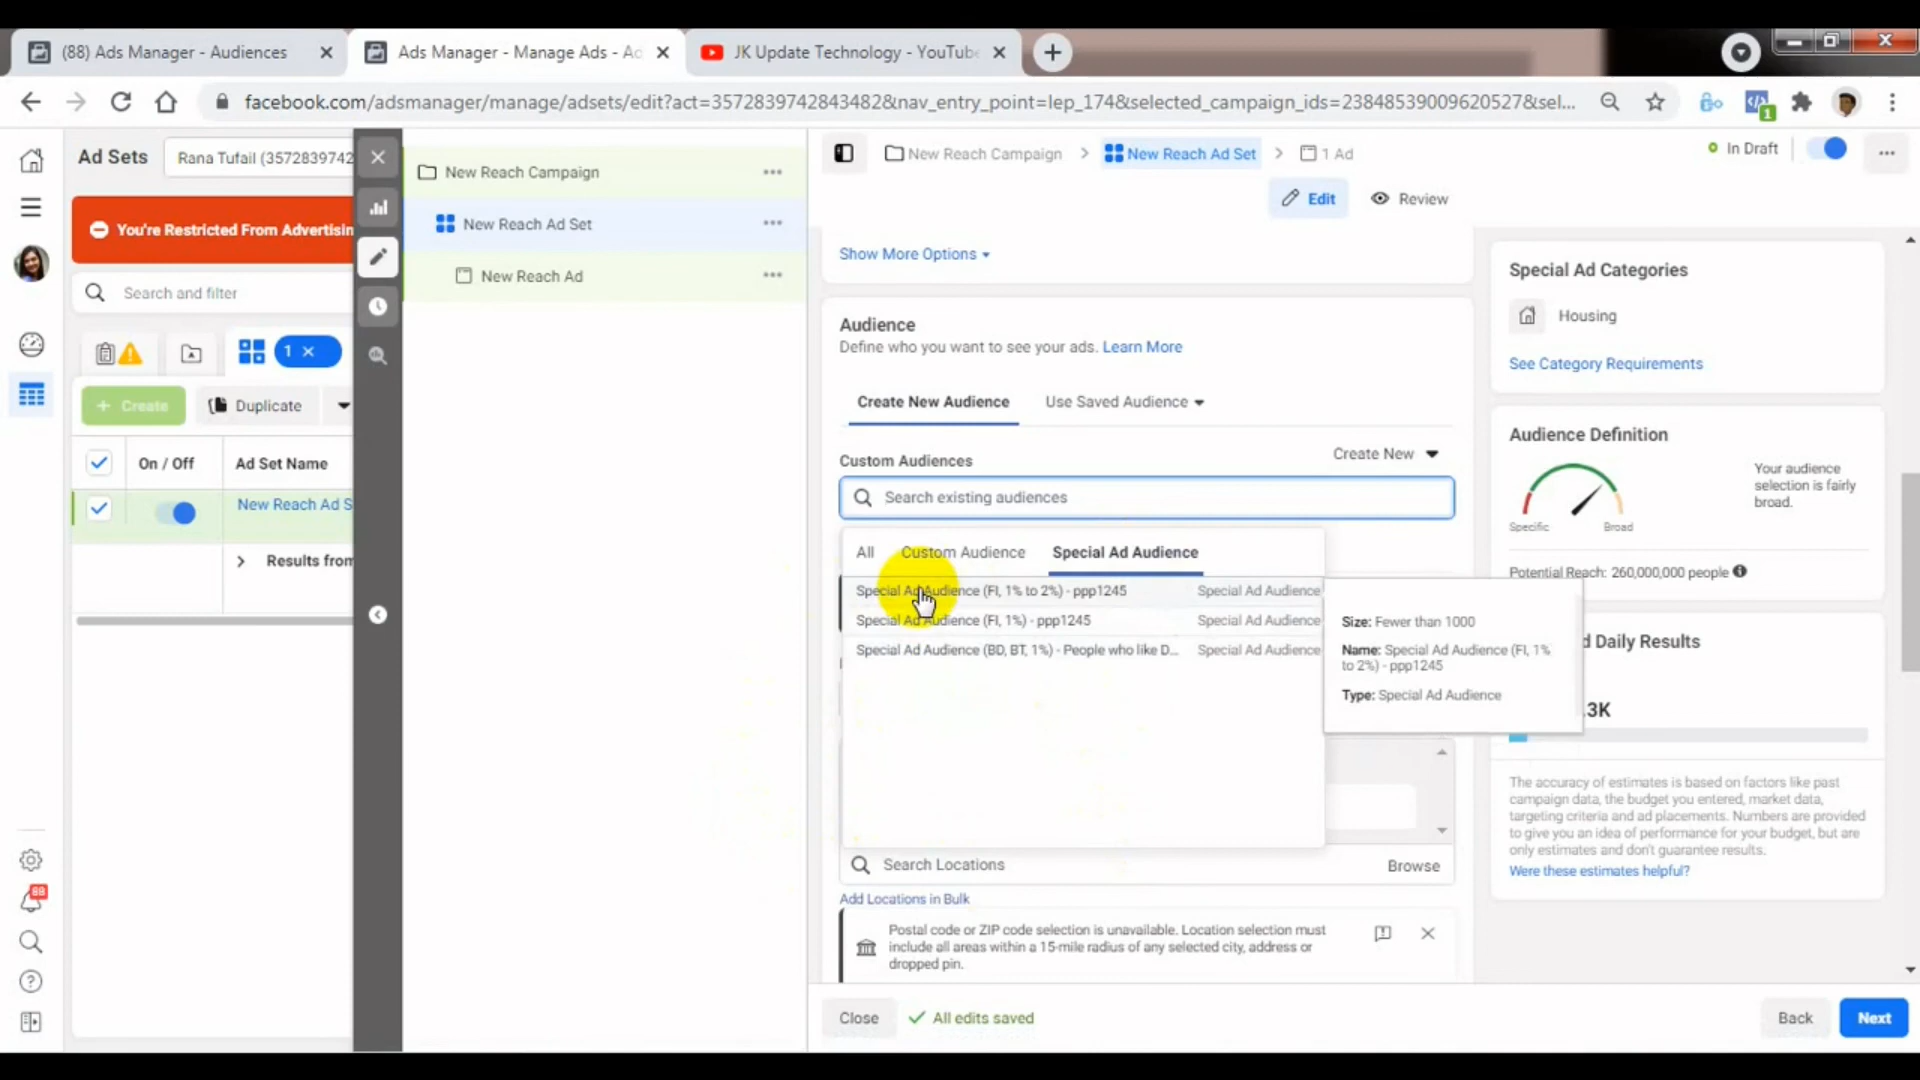 (88) Ads Manager - Audiences
Ads Manager - Manage Ads - Ad
JK Update Technology - YouTube
facebook.com/adsmanager/manage/adsets/edit?act=3572839742843482&nav_entry_point=lep_174&selected_campaign_ids=23848539009620527&sel...
1
Ad Sets
Rana Tufail (3572839742
New Reach Campaign
New Reach Campaign
New Reach Ad Set
1 Ad
In Draft
Edit
Review
You're Restricted From Advertisin
New Reach Ad Set
New Reach Ad
Search and filter
1
Create
Duplicate
On / Off
Ad Set Name
New Reach Ad S
Results from
Show More Options
Audience
Define who you want to see your ads. Learn More
Create New Audience
Use Saved Audience
Custom Audiences
Create New
Search existing audiences
All
Custom Audience
Special Ad Audience
Special Ad Audience (FI, 1% to 2%) - ppp1245
Special Ad Audience
Special Ad Audience (FI, 1%) - ppp1245
Special Ad Audience
Special Ad Audience (BD, BT, 1%) - People who like D...
Special Ad Audience
Size: Fewer than 1000
Name: Special Ad Audience (FI, 1%
to 2%) - ppp1245
Type: Special Ad Audience
Search Locations
Browse
Add Locations in Bulk
Postal code or ZIP code selection is unavailable. Location selection must
include all areas within a 15-mile radius of any selected city, address or
dropped pin.
Close
All edits saved
Back
Next
Special Ad Categories
Housing
See Category Requirements
Audience Definition
Your audience
selection is fairly
broad.
Specific
Broad
Potential Reach: 260,000,000 people
d Daily Results
.3K
The accuracy of estimates is based on factors like past
campaign data, the budget you entered, market data,
targeting criteria and ad placements. Numbers are provided
to give you an idea of performance for your budget, but are
only estimates and don't guarantee results.
Were these estimates helpful?
88